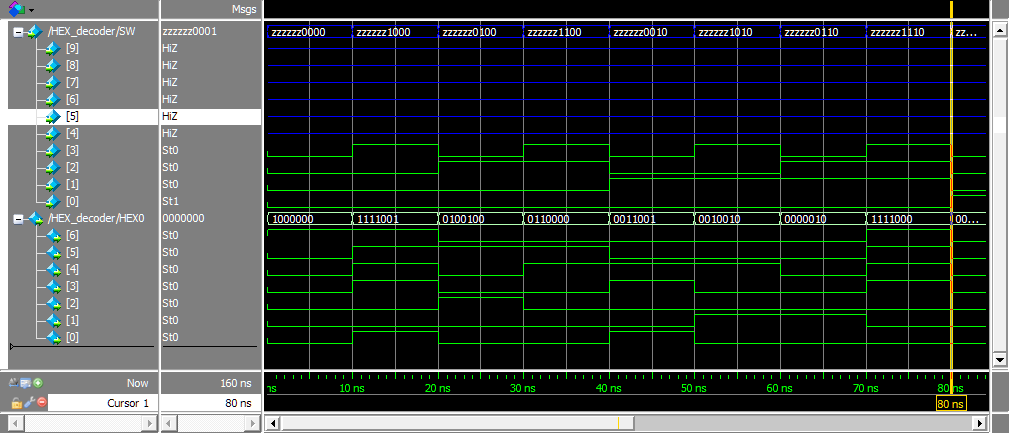 Msgs
/HEX_decoder/SW zzzzzz0001 zzzzzz0000 zzzzzz1000 zzzzzz0100 zzzzzz1100 zzzzzz0010 zzzzzz1010 zzzzzz0110 zzzzzz1110 zz...
[9] HiZ
[8] HiZ
[7] HiZ
[6] HiZ
[5] HiZ
[4] HiZ
[3] St0
[2] St0
[1] St0
[0] St1
/HEX_decoder/HEX0 0000000 1000000 1111001 0100100 0110000 0011001 0010010 0000010 1111000 00...
[6] St0
[5] St0
[4] St0
[3] St0
[2] St0
[1] St0
[0] St0
Now 160 ns ns 10 ns 20 ns 30 ns 40 ns 50 ns 60 ns 70 ns 80 ns
Cursor 1 80 ns 80 ns